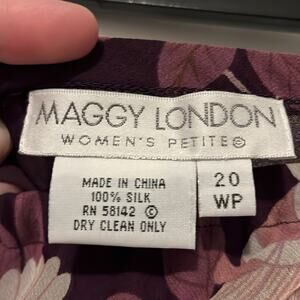 MAGGY LONDON
WOMEN'S PETITE®
MADE IN CHINA
100% SILK
RN 58142 ©
DRY CLEAN ONLY
20
WP